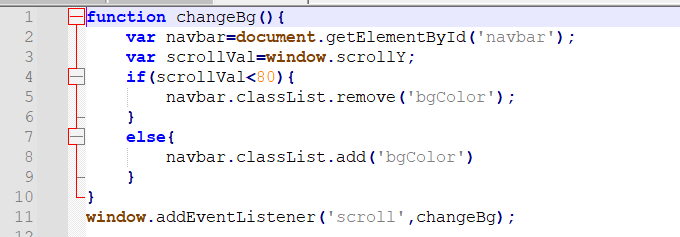 1 function changeBg(){
2 var navbar=document.getElementById('navbar');
3 var scrollVal=window.scrollY;
4 if(scrollVal<80){
5 navbar.classList.remove('bgColor');
6 }
7 else{
8 navbar.classList.add('bgColor')
9 }
10 }
11 window.addEventListener('scroll',changeBg);
12